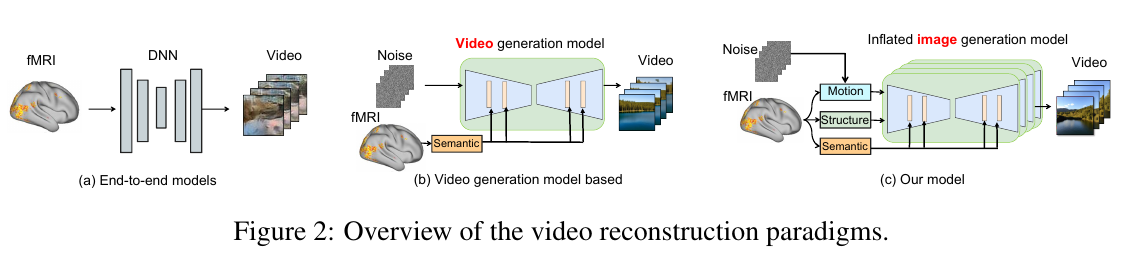 fMRI
DNN
Video
(a) End-to-end models
Video generation model
Noise
Video
fMRI
Semantic
(b) Video generation model based
Inflated image generation model
Noise
Video
fMRI
Motion
Structure
Semantic
(c) Our model
Figure 2: Overview of the video reconstruction paradigms.